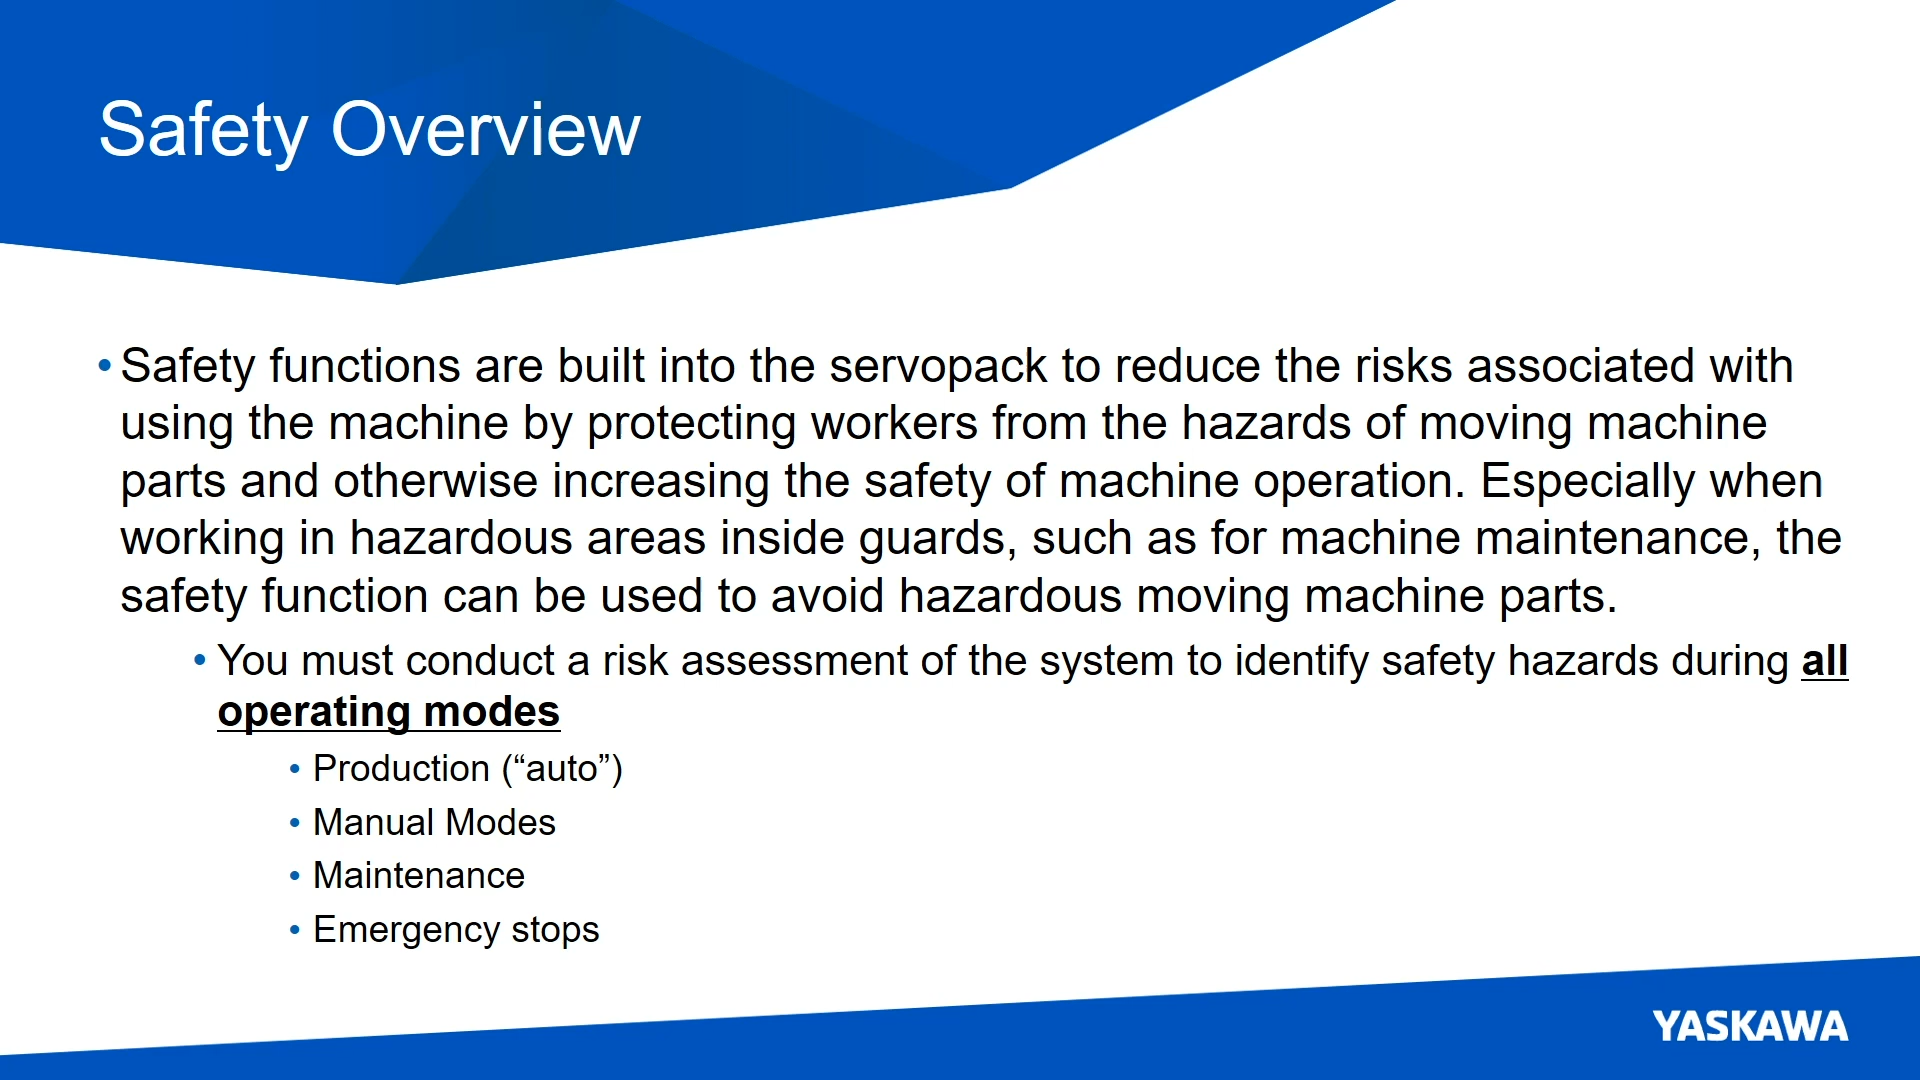 Safety Overview
• Safety functions are built into the servopack to reduce the risks associated with
using the machine by protecting workers from the hazards of moving machine
parts and otherwise increasing the safety of machine operation. Especially when
working in hazardous areas inside guards, such as for machine maintenance, the
safety function can be used to avoid hazardous moving machine parts.
• You must conduct a risk assessment of the system to identify safety hazards during all
operating modes
• Production (“auto”)
• Manual Modes
• Maintenance
• Emergency stops
YASKAWA